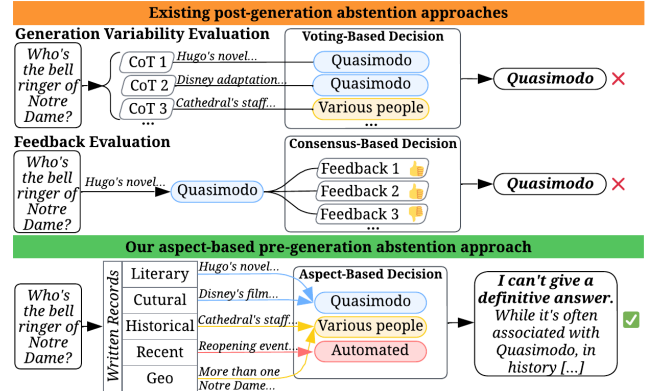 Existing post-generation abstention approaches
Generation Variability Evaluation
Who's
the bell
ringer of
Notre
Dame?
CoT 1
CoT 2
CoT 3
...
Hugo's novel...
Disney adaptation...
Cathedral's staff...
Voting-Based Decision
Quasimodo
Quasimodo
Various people
...
Quasimodo
Feedback Evaluation
Who's
the bell
ringer of
Notre
Dame?
Hugo's novel...
Quasimodo
Consensus-Based Decision
Feedback 1
Feedback 2
Feedback 3
...
Quasimodo
Our aspect-based pre-generation abstention approach
Who's
the bell
ringer of
Notre
Dame?
Written Records
Literary
Cutural
Historical
Recent
Geo
Hugo's novel...
Disney's film...
Cathedral's staff...
Reopening event...
More than one
Notre Dame...
Aspect-Based Decision
Quasimodo
Various people
Automated
I can't give a
definitive answer.
While it's often
associated with
Quasimodo, in
history [...]